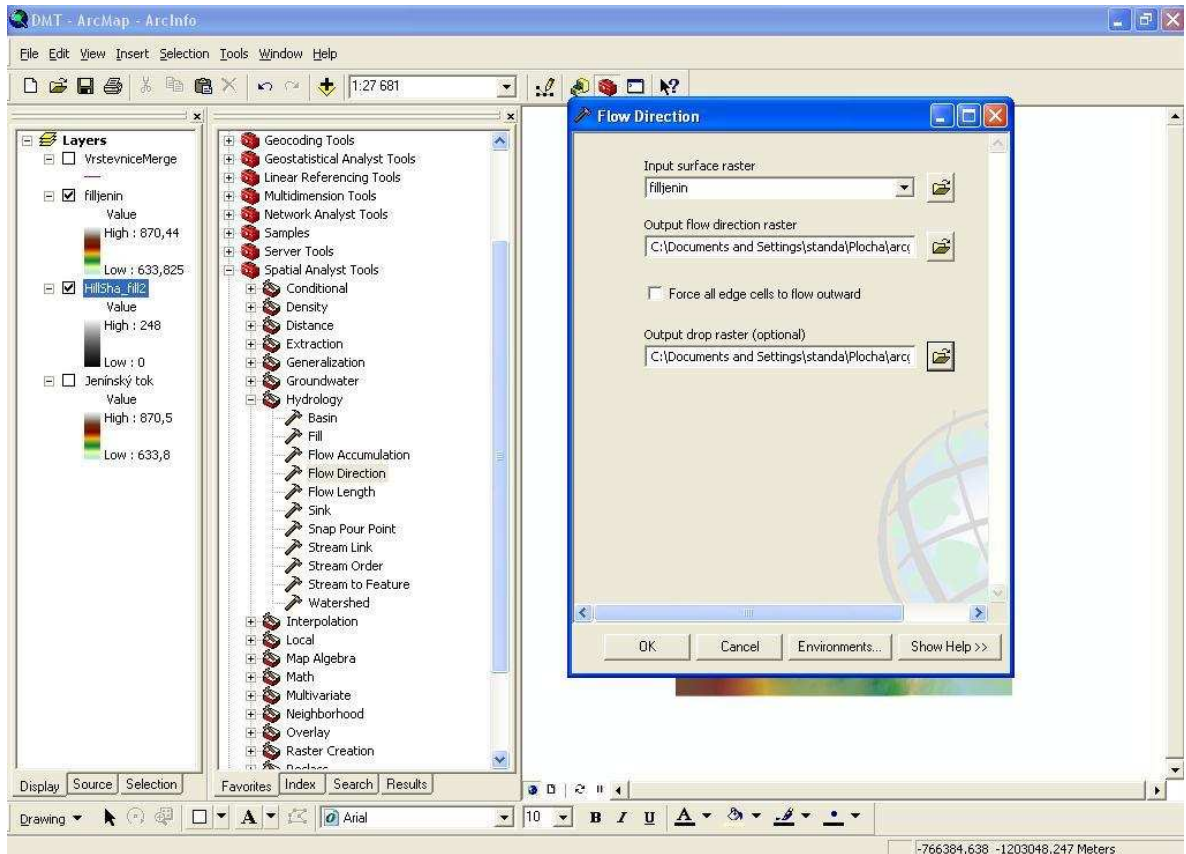 DMT - ArcMap - ArcInfo
File Edit View Insert Selection Tools Window Help
1:27 681
Layers
VrstevniceMerge
filljenin
Value
High : 870,44
Low : 633,825
HillSha_fill2
Value
High : 248
Low : 0
Jenínský tok
Value
High : 870,5
Low : 633,8
Display Source Selection
Geocoding Tools
Geostatistical Analyst Tools
Linear Referencing Tools
Multidimension Tools
Network Analyst Tools
Samples
Server Tools
Spatial Analyst Tools
Conditional
Density
Distance
Extraction
Generalization
Groundwater
Hydrology
Basin
Fill
Flow Accumulation
Flow Direction
Flow Length
Sink
Snap Pour Point
Stream Link
Stream Order
Stream to Feature
Watershed
Interpolation
Local
Map Algebra
Math
Multivariate
Neighborhood
Overlay
Raster Creation
Favorites Index Search Results
Flow Direction
Input surface raster
filljenin
Output flow direction raster
C:\Documents and Settings\standa\Plocha\arcg
Force all edge cells to flow outward
Output drop raster (optional)
C:\Documents and Settings\standa\Plocha\arcg
OK Cancel Environments... Show Help >>
Drawing A Arial 10 B I U A
-766384,638 -1203048,247 Meters